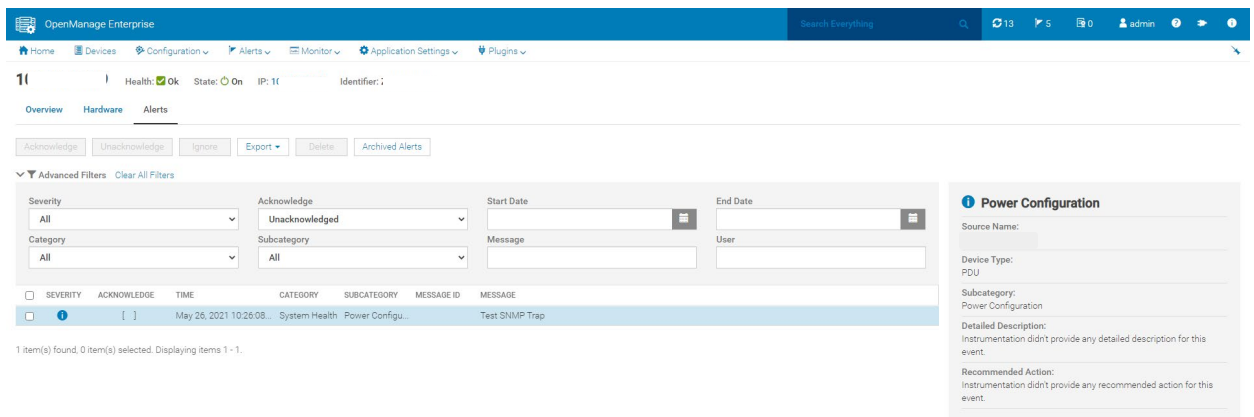 OpenManage Enterprise
Search Everything
13 5 0 admin
Home Devices Configuration Alerts Monitor Application Settings Plugins
Health: Ok State: On IP: Identifier:
Overview Hardware Alerts
Acknowledge Unacknowledge Ignore Export Delete Archived Alerts
Advanced Filters Clear All Filters
Severity Acknowledge Start Date End Date
All Unacknowledged
Category Subcategory Message User
All All
SEVERITY ACKNOWLEDGE TIME CATEGORY SUBCATEGORY MESSAGE ID MESSAGE
[ ] May 26, 2021 10:26:08... System Health Power Configu... Test SNMP Trap
1 item(s) found, 0 item(s) selected. Displaying items 1 - 1.
Power Configuration
Source Name:
Device Type:
PDU
Subcategory:
Power Configuration
Detailed Description:
Instrumentation didn't provide any detailed description for this
event.
Recommended Action:
Instrumentation didn't provide any recommended action for this
event.